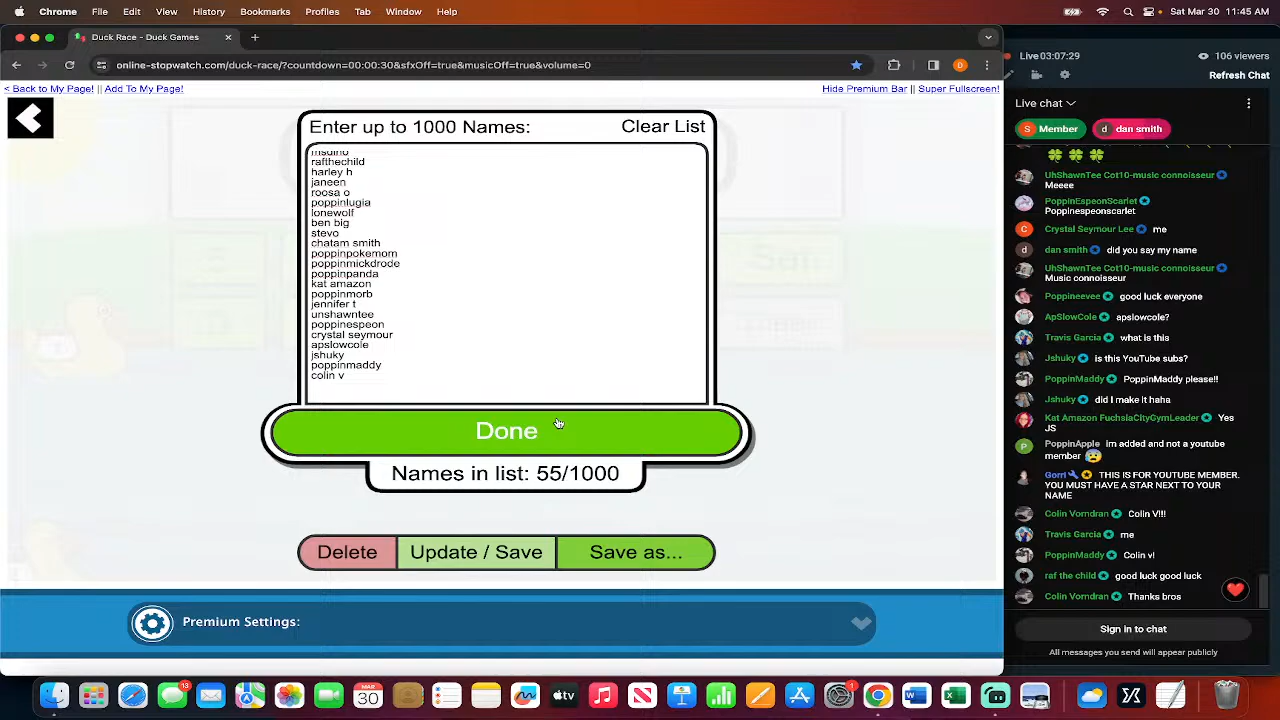 Chrome File Edit View History Bookmarks Profiles Tab Window Help Sat Mar 30 11:45 AM
Duck Race - Duck Games
online-stopwatch.com/duck-race/?countdown=00:00:30&sfxOff=true&musicOff=true&volume=0
< Back to My Page! || Add To My Page! Hide Premium Bar || Super Fullscreen!
Enter up to 1000 Names: Clear List
msdino
rafthechild
harley h
janeen
roosa o
poppinlugia
lonewolf
ben big
stevo
chatam smith
poppinpokemom
poppinmickdrode
poppinpanda
kat amazon
poppinmorb
jennifer t
unshawntee
poppinespeon
crystal seymour
apslowcole
jshuky
poppinmaddy
colin v
Done
Names in list: 55/1000
Delete Update / Save Save as...
Premium Settings:
Live 03:07:29 106 viewers
Refresh Chat
Live chat
S Member d dan smith
UhShawnTee Cot10-music connoisseur
Meeee
PoppinEspeonScarlet
Poppinespeonscarlet
Crystal Seymour Lee me
dan smith did you say my name
UhShawnTee Cot10-music connoisseur
Music connoisseur
Poppineevee good luck everyone
ApSlowCole apslowcole?
Travis Garcia what is this
Jshuky is this YouTube subs?
PoppinMaddy PoppinMaddy please!!
Jshuky did I make it haha
Kat Amazon FuchsiaCityGymLeader Yes
JS
PoppinApple im added and not a youtube
member
Gorri THIS IS FOR YOUTUBE MEMBER.
YOU MUST HAVE A STAR NEXT TO YOUR
NAME
Colin Vorndran Colin V!!!
Travis Garcia me
PoppinMaddy Colin v!
raf the child good luck good luck
Colin Vorndran Thanks bros
Sign in to chat
All messages you send will appear publicly
13
MAR
30
tv
1